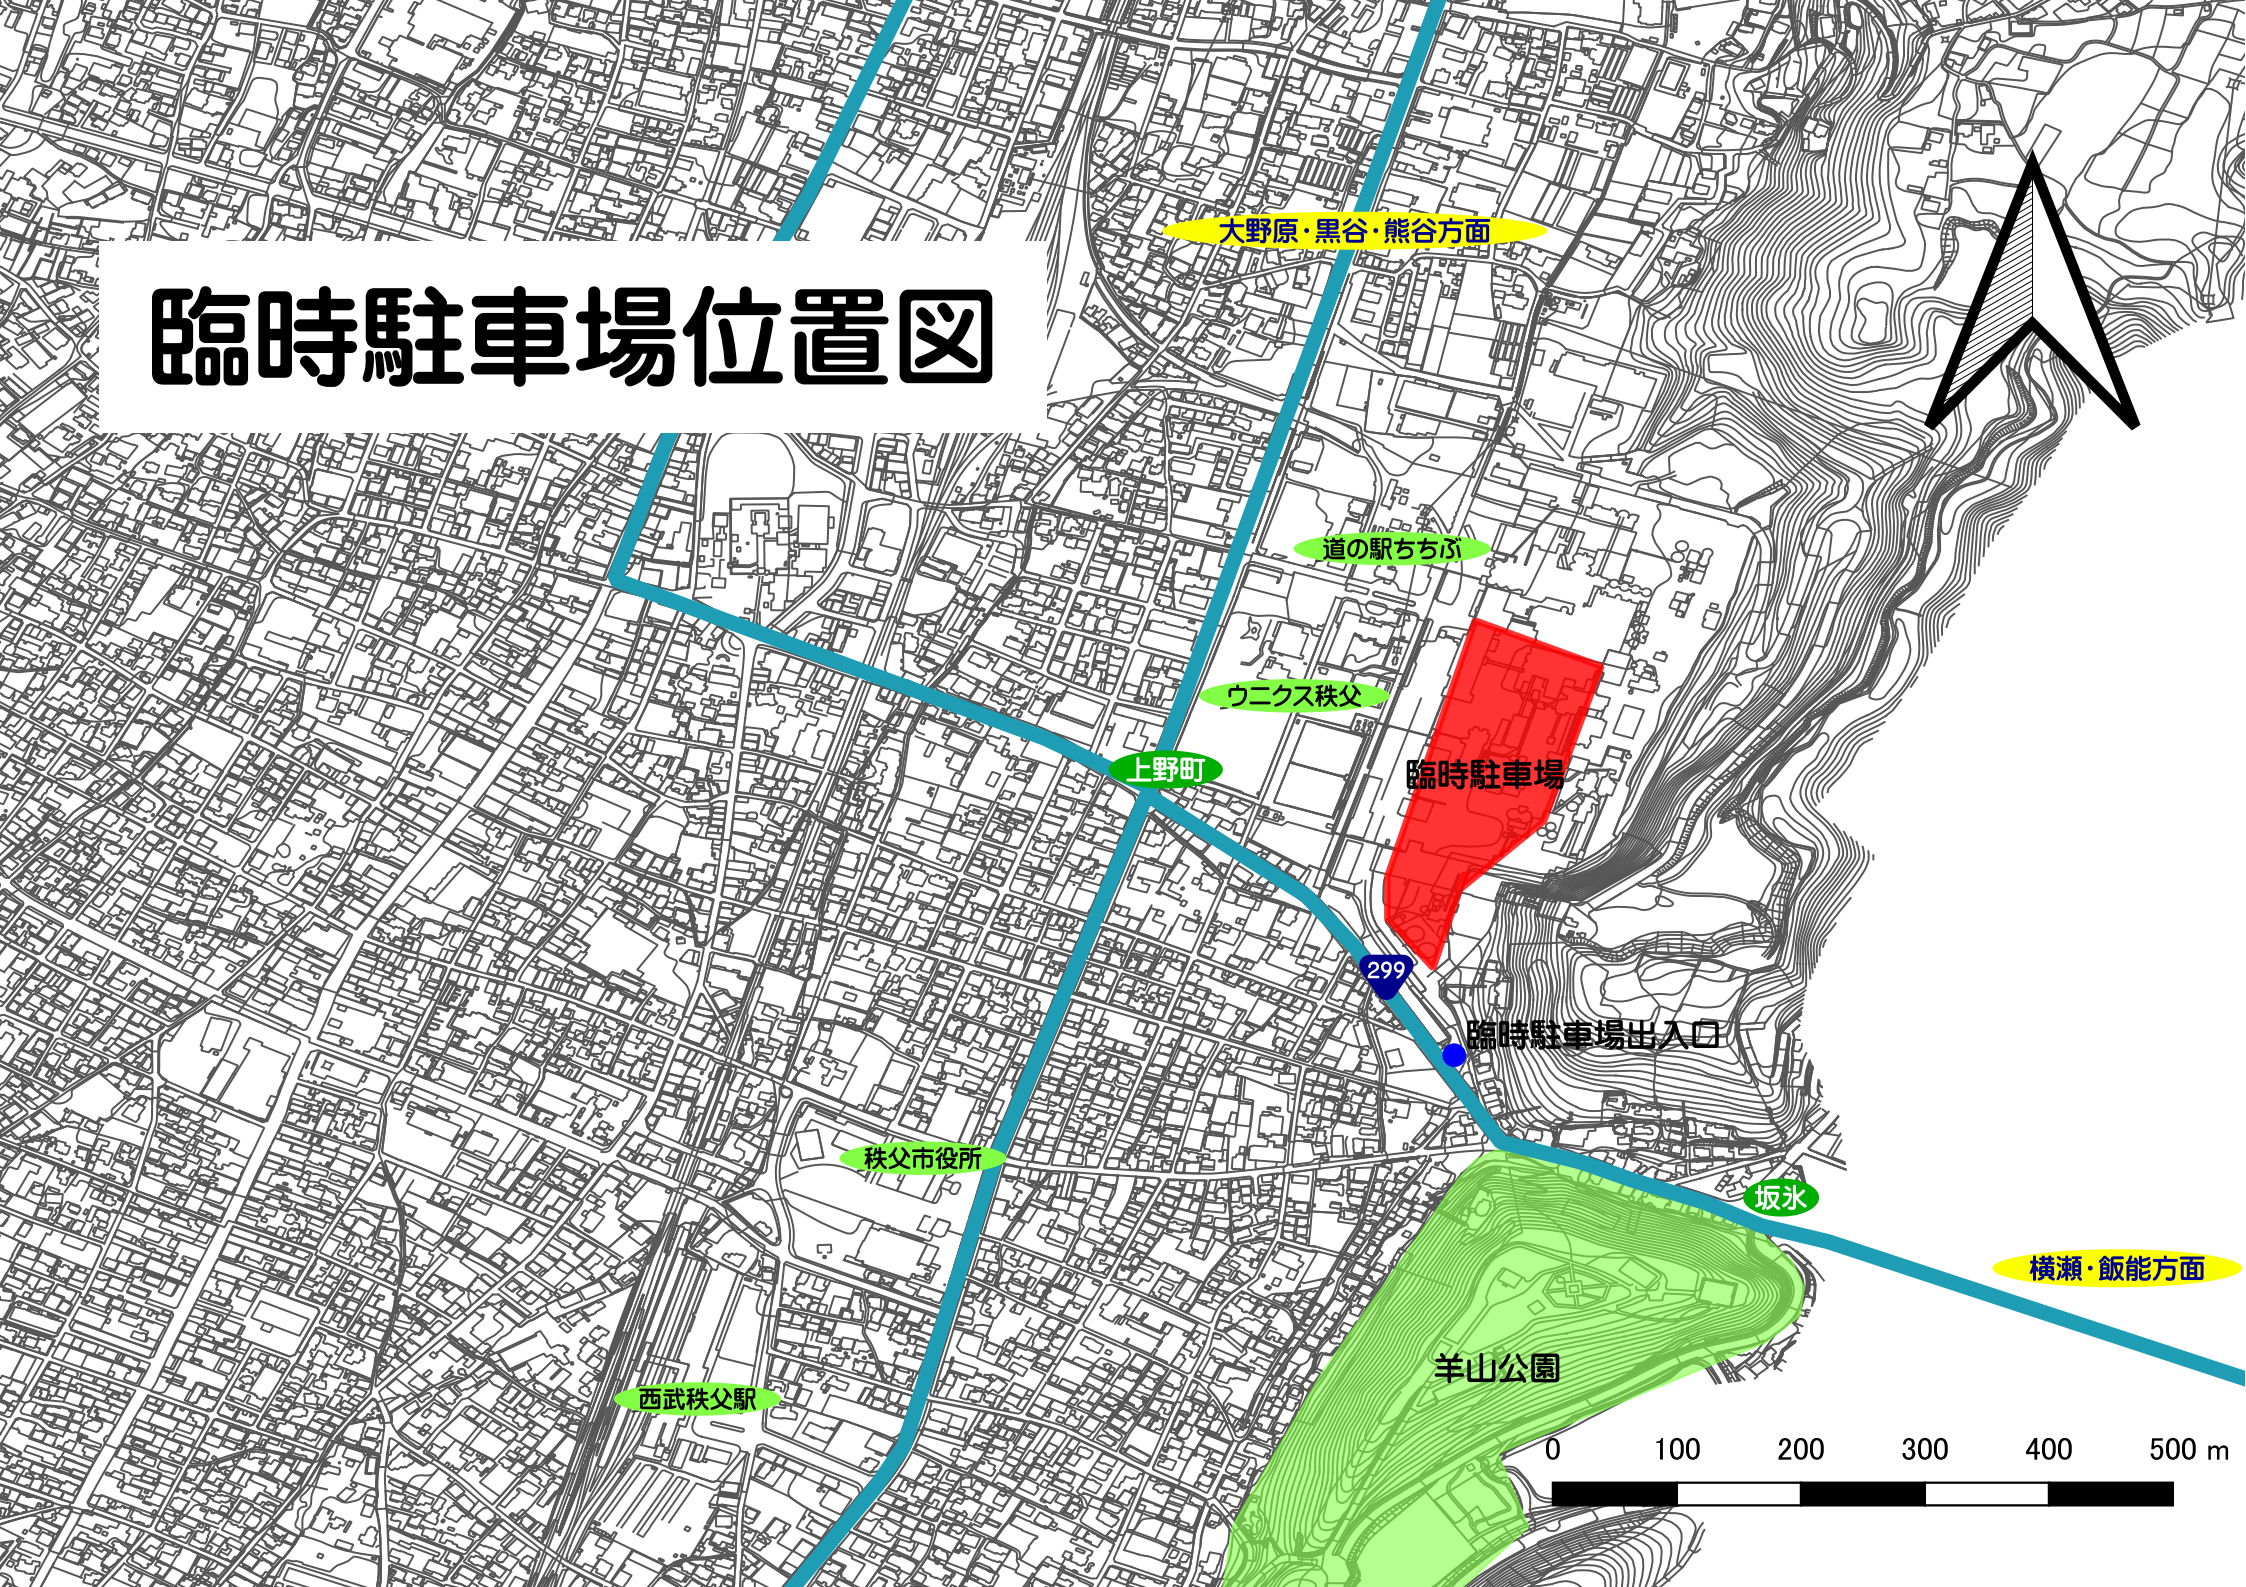 大野原・黒谷・熊谷方面
臨時駐車場位置図
道の駅ちちぶ
ウニクス秩父
上野町
臨時駐車場
299
臨時駐車場出入口
秩父市役所
坂氷
横瀬・飯能方面
羊山公園
西武秩父駅
0 100 200 300 400 500 m